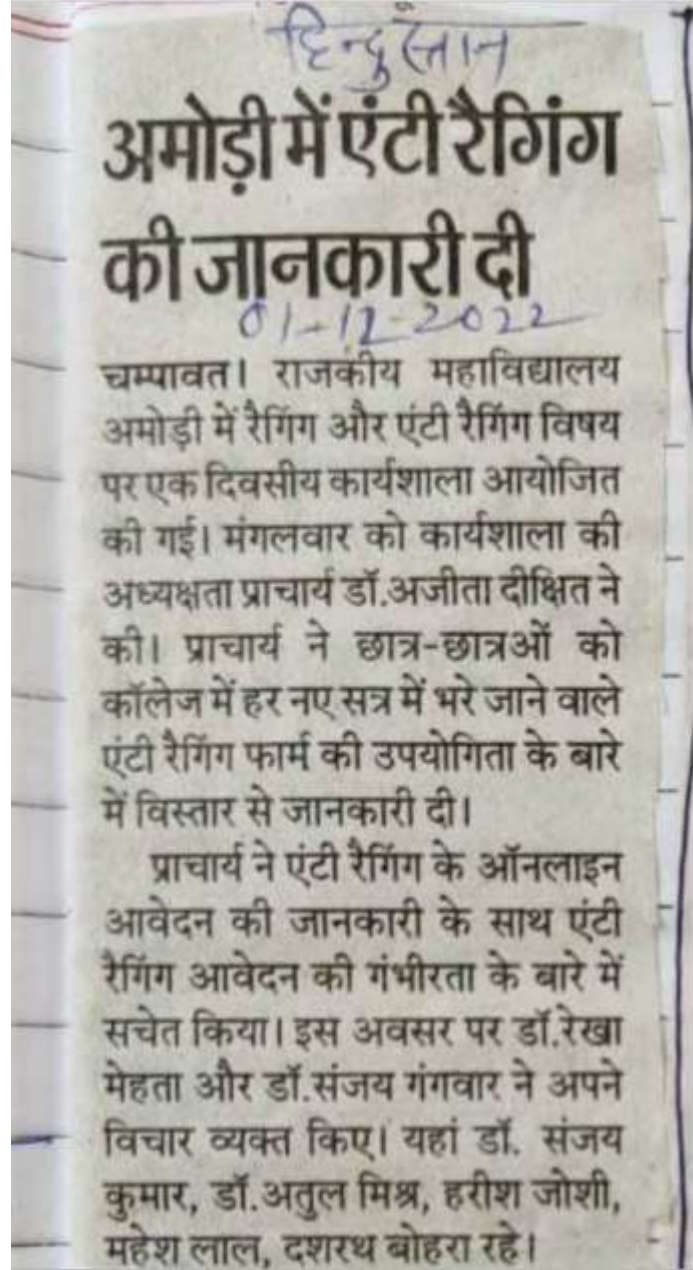 हिन्दुस्तान
अमोड़ी में एंटी रैगिंग
की जानकारी दी
01-12-2022
चम्पावत। राजकीय महाविद्यालय
अमोड़ी में रैगिंग और एंटी रैगिंग विषय
पर एक दिवसीय कार्यशाला आयोजित
की गई। मंगलवार को कार्यशाला की
अध्यक्षता प्राचार्य डॉ.अजीता दीक्षित ने
की। प्राचार्य ने छात्र-छात्रओं को
कॉलेज में हर नए सत्र में भरे जाने वाले
एंटी रैगिंग फार्म की उपयोगिता के बारे
में विस्तार से जानकारी दी।
प्राचार्य ने एंटी रैगिंग के ऑनलाइन
आवेदन की जानकारी के साथ एंटी
रैगिंग आवेदन की गंभीरता के बारे में
सचेत किया। इस अवसर पर डॉ.रेखा
मेहता और डॉ.संजय गंगवार ने अपने
विचार व्यक्त किए। यहां डॉ. संजय
कुमार, डॉ.अतुल मिश्र, हरीश जोशी,
महेश लाल, दशरथ बोहरा रहे।